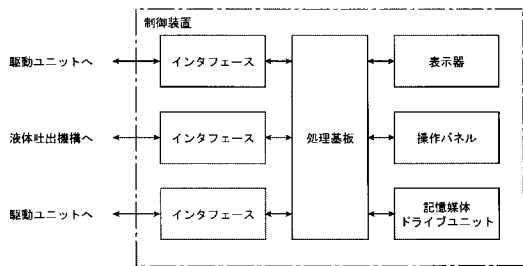 制御装置
駆動ユニットへ
インタフェース
表示器
液体吐出機構へ
インタフェース
処理基板
操作パネル
駆動ユニットへ
インタフェース
記憶媒体
ドライブユニット